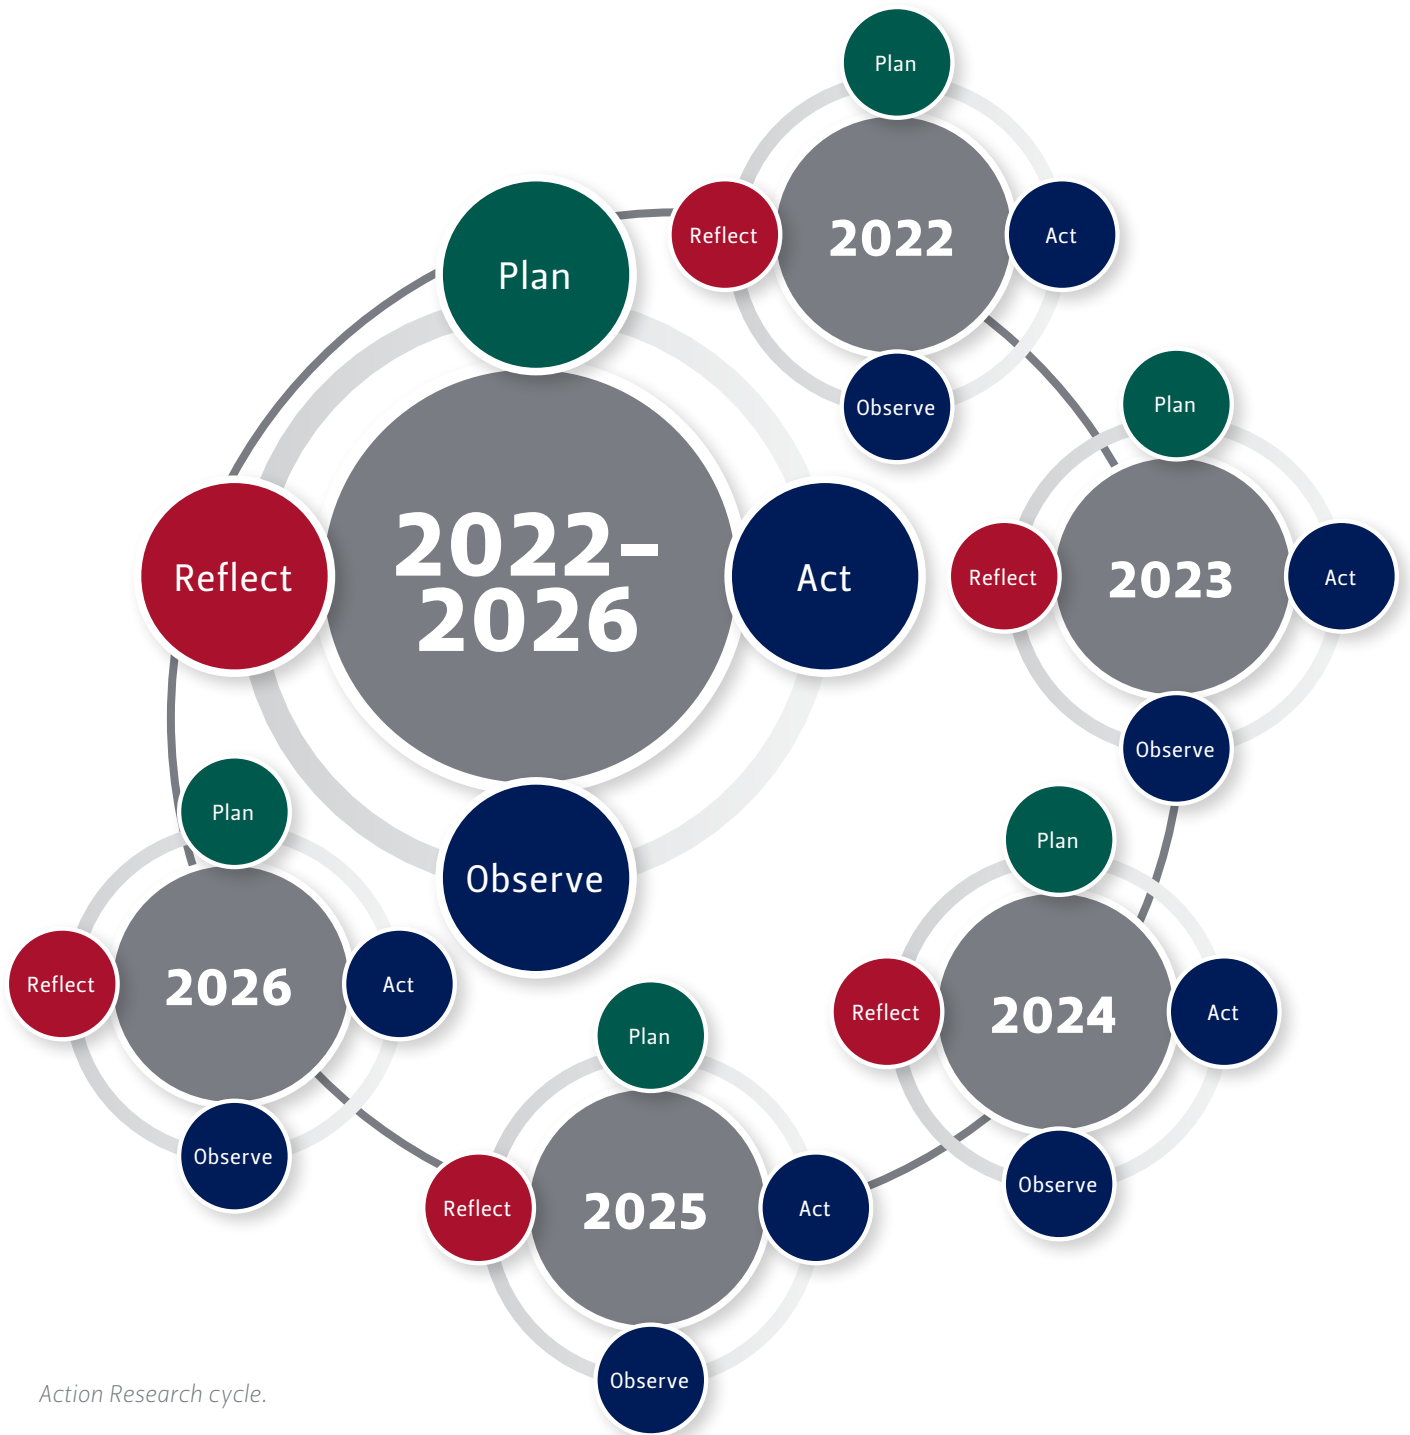 Plan
Reflect
2022
Act
Observe
Plan
Reflect
2022–
2026
Act
Observe
Plan
Reflect
2023
Act
Observe
Plan
Reflect
2024
Act
Observe
Plan
Reflect
2025
Act
Observe
Plan
Reflect
2026
Act
Observe
Action Research cycle.